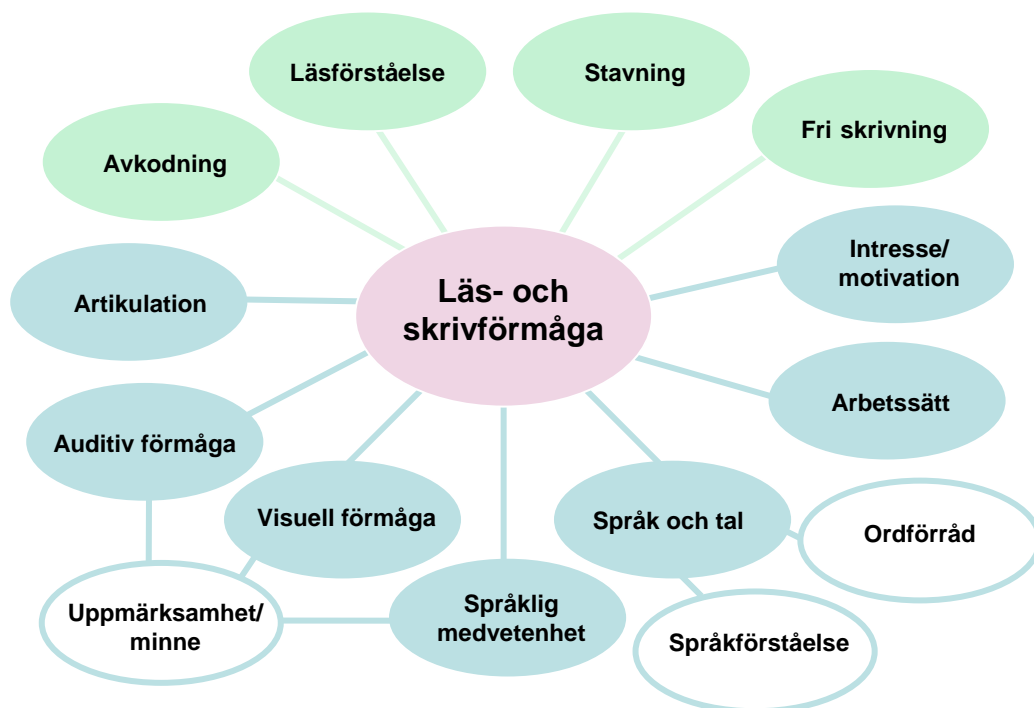 Läsförståelse
Stavning
Fri skrivning
Avkodning
Intresse/
motivation
Artikulation
Läs- och
skrivförmåga
Arbetssätt
Auditiv förmåga
Visuell förmåga
Språk och tal
Ordförråd
Uppmärksamhet/
minne
Språklig
medvetenhet
Språkförståelse